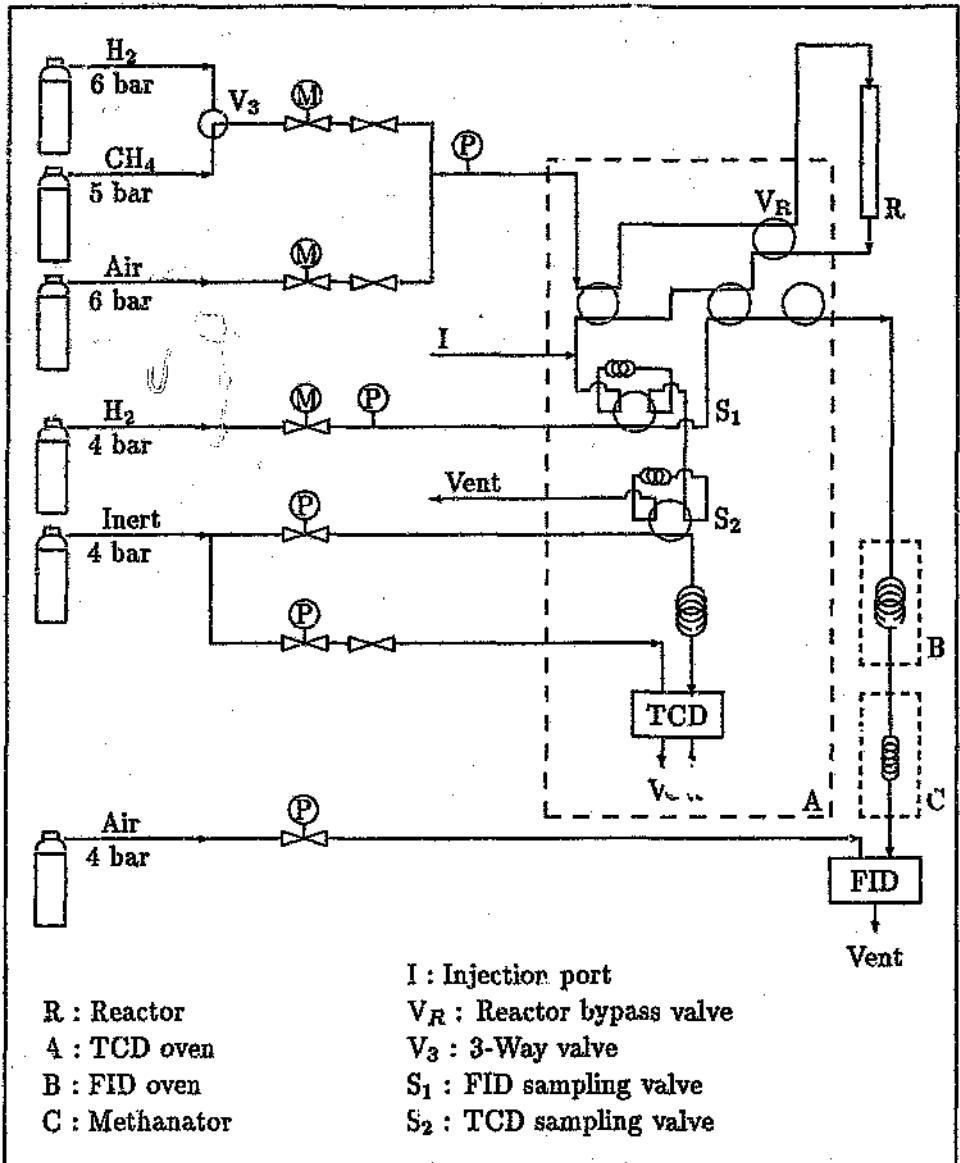 H₂
6 bar
V₃
M
CH₄
5 bar
P
Air
6 bar
M
V_R
R
I
H₂
4 bar
M
P
S₁
Vent
S₂
Inert
4 bar
P
P
B
TCD
A
C
Air
4 bar
P
FID
Vent
I : Injection port
R : Reactor
V_R : Reactor bypass valve
A : TCD oven
V₃ : 3-Way valve
B : FID oven
S₁ : FID sampling valve
C : Methanator
S₂ : TCD sampling valve